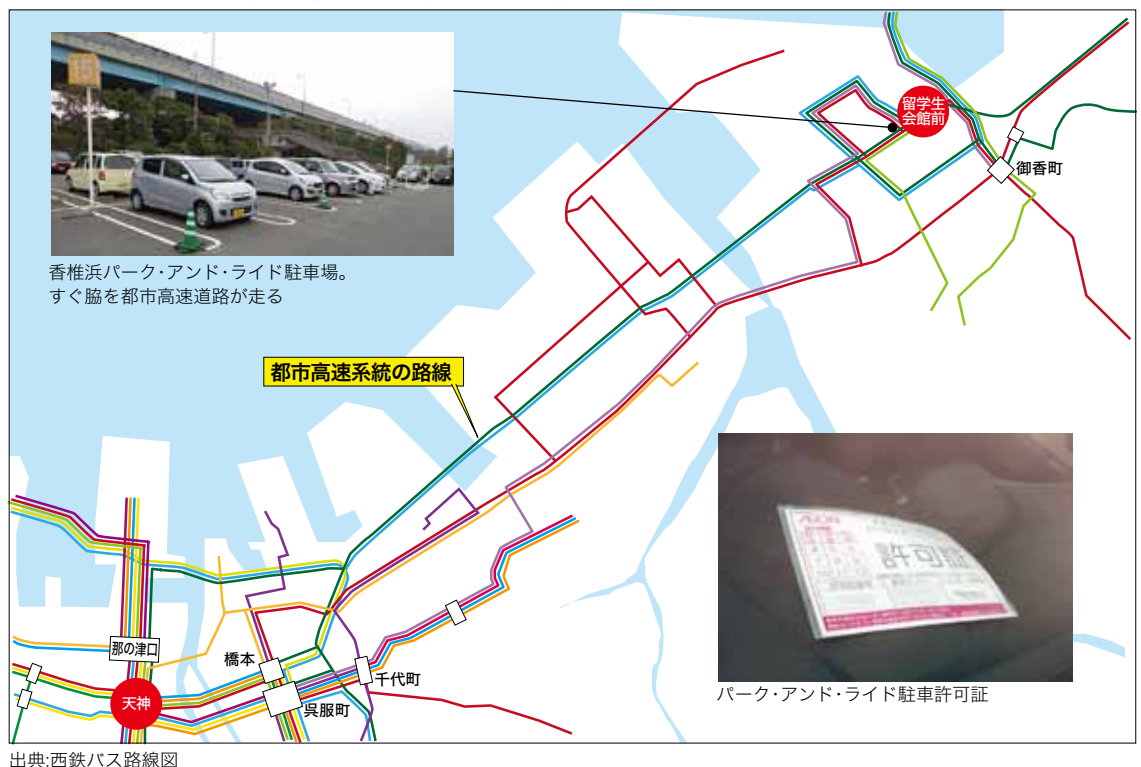 留学生
会館前
御香町
香椎浜パーク・アンド・ライド駐車場。
すぐ脇を都市高速道路が走る
都市高速系統の路線
AEON
許可証
那の津口
橋本
千代町
天神
呉服町
パーク・アンド・ライド駐車許可証
出典:西鉄バス路線図